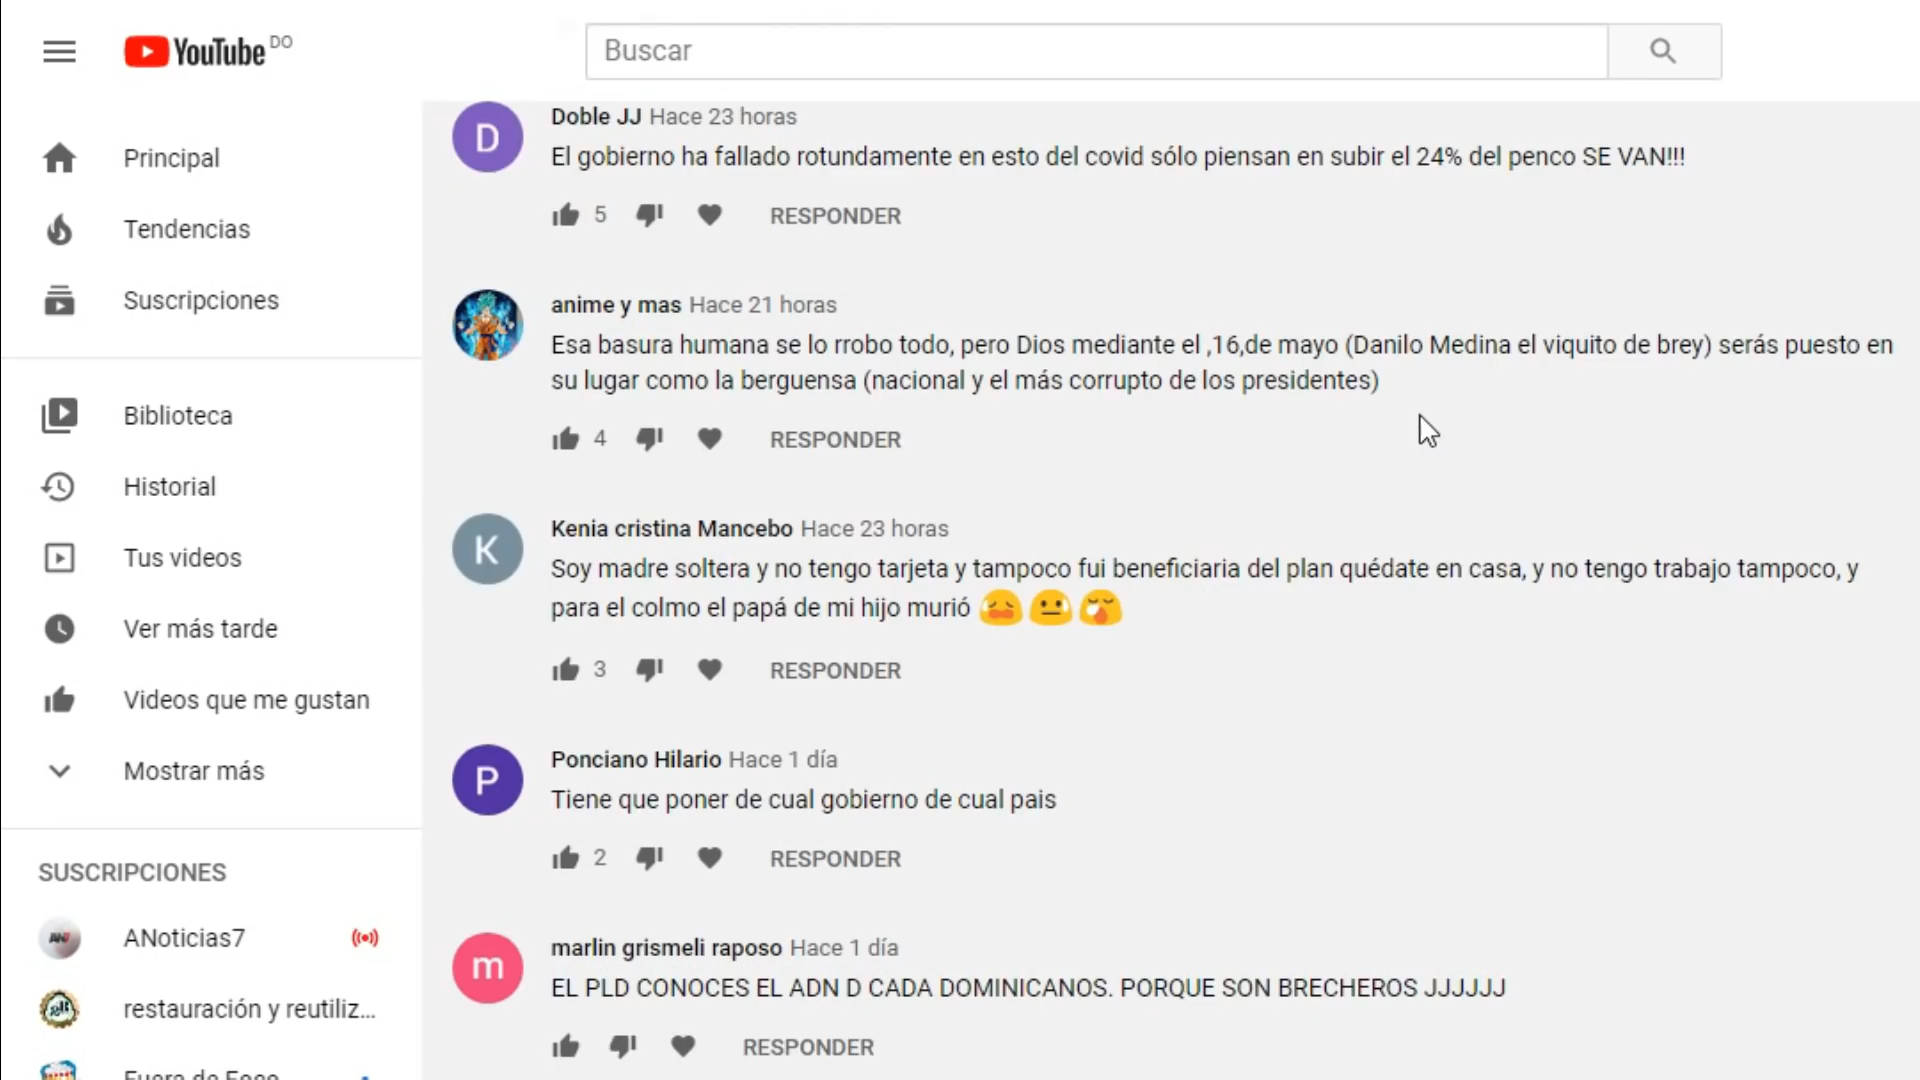 YouTube DO
Buscar
Principal
Tendencias
Suscripciones
Biblioteca
Historial
Tus videos
Ver más tarde
Videos que me gustan
Mostrar más
SUSCRIPCIONES
ANoticias7
restauración y reutiliz...
Fuera de Foco
D
Doble JJ Hace 23 horas
El gobierno ha fallado rotundamente en esto del covid sólo piensan en subir el 24% del penco SE VAN!!!
5 RESPONDER
anime y mas Hace 21 horas
Esa basura humana se lo rrobo todo, pero Dios mediante el ,16,de mayo (Danilo Medina el viquito de brey) serás puesto en
su lugar como la berguensa (nacional y el más corrupto de los presidentes)
4 RESPONDER
K
Kenia cristina Mancebo Hace 23 horas
Soy madre soltera y no tengo tarjeta y tampoco fui beneficiaria del plan quédate en casa, y no tengo trabajo tampoco, y
para el colmo el papá de mi hijo murió 😩😐😪
3 RESPONDER
P
Ponciano Hilario Hace 1 día
Tiene que poner de cual gobierno de cual pais
2 RESPONDER
m
marlin grismeli raposo Hace 1 día
EL PLD CONOCES EL ADN D CADA DOMINICANOS. PORQUE SON BRECHEROS JJJJJJ
RESPONDER